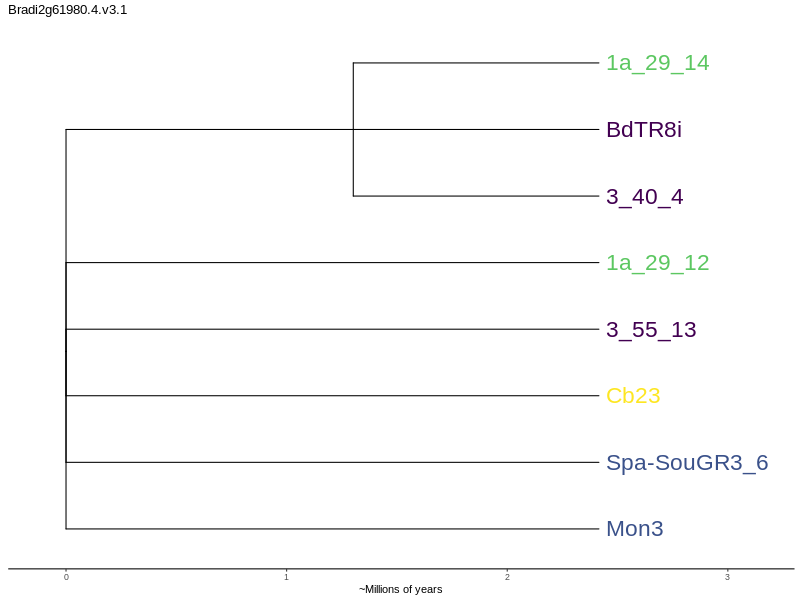 Bradi2g61980.4.v3.1
1a_29_14
BdTR8i
3_40_4
1a_29_12
3_55_13
Cb23
Spa-SouGR3_6
Mon3
0 1 2 3
~Millions of years